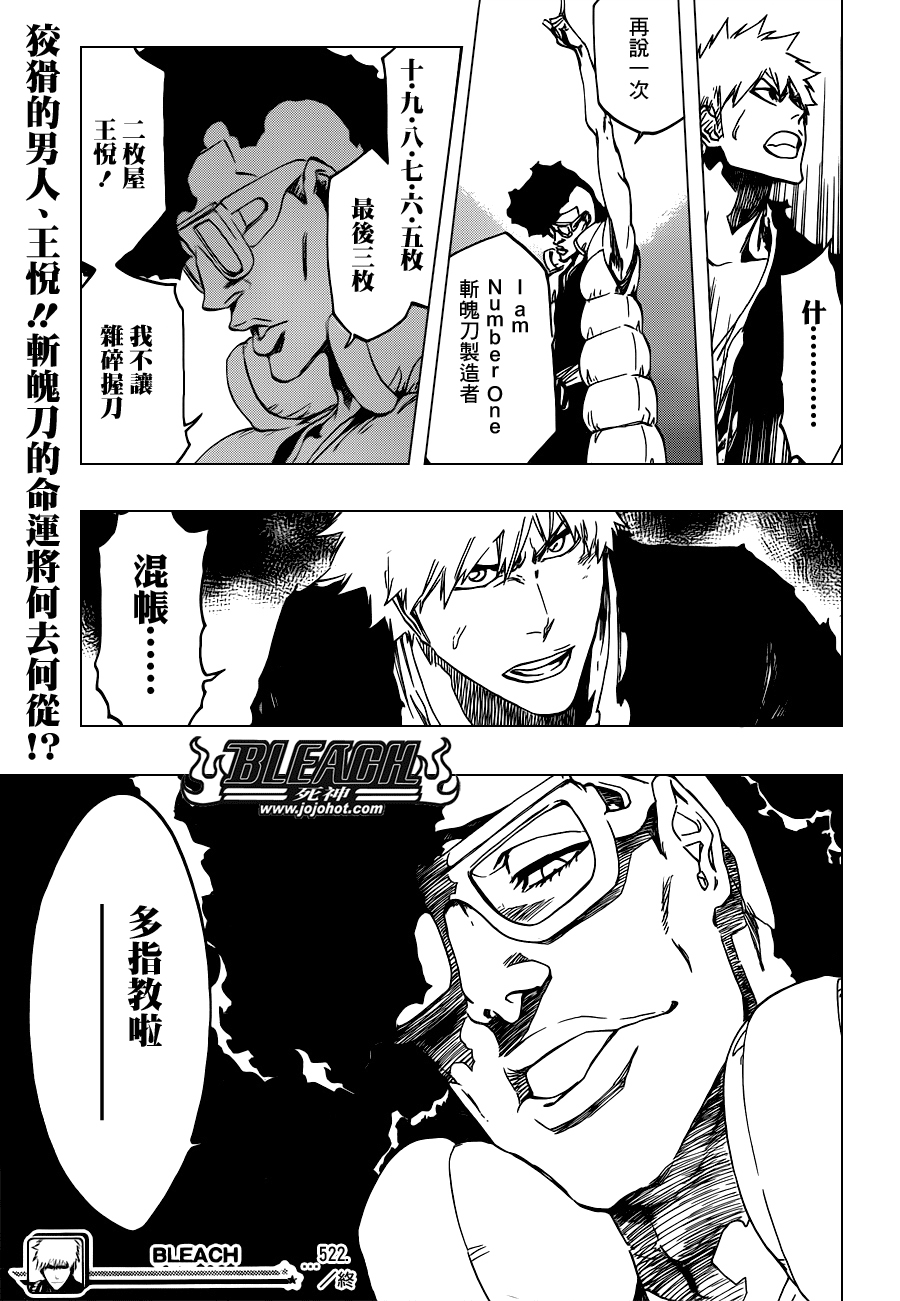 什…………
再說一次
I am
Number One
斬魄刀製造者
十・九・八・七・六・五枚
最後三枚
二枚屋
王悅！
我不讓
雜碎握刀
混帳……
多指教啦
——
狡猾的男人、王悅!!斬魄刀的命運將何去何從!?
BLEACH
死神
www.jojohot.com
BLEACH
...522.
／終